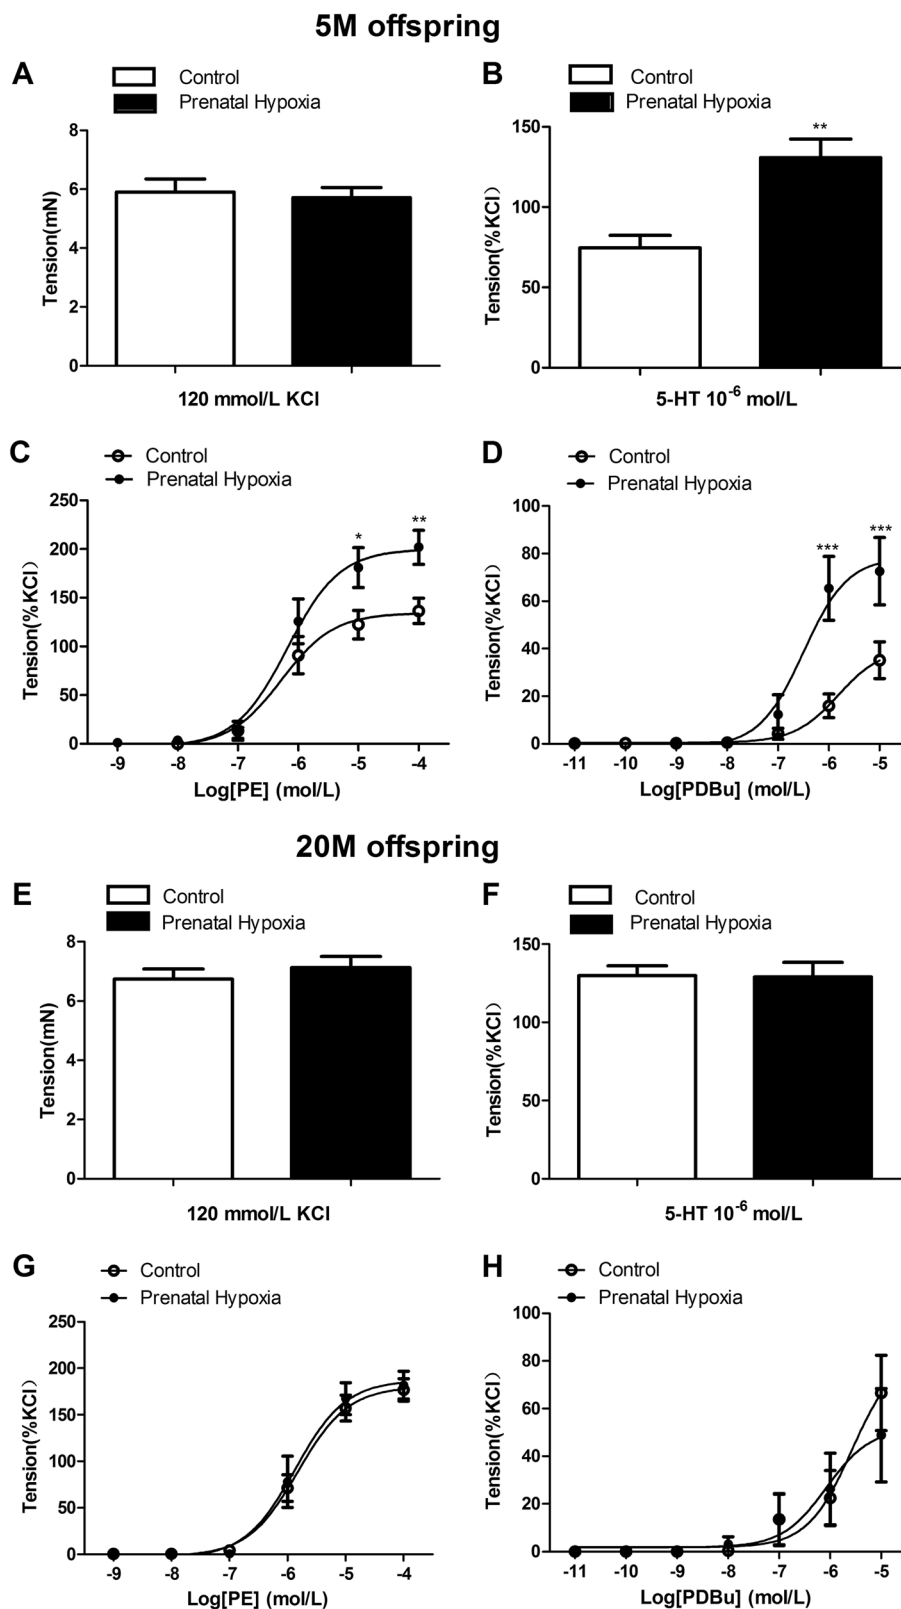 5M offspring
A
Control
Prenatal Hypoxia
8
6
4
2
0
Tension(mN)
120 mmol/L KCl
B
Control
Prenatal Hypoxia
**
150
100
50
0
Tension(%KCl)
5-HT 10-6 mol/L
C
Control
Prenatal Hypoxia
* **
250
200
150
100
50
0
Tension(%KCl)
-9 -8 -7 -6 -5 -4
Log[PE] (mol/L)
D
Control
Prenatal Hypoxia
*** ***
100
80
60
40
20
0
Tension(%KCl)
-11 -10 -9 -8 -7 -6 -5
Log[PDBu] (mol/L)
20M offspring
E
Control
Prenatal Hypoxia
8
6
4
2
0
Tension(mN)
120 mmol/L KCl
F
Control
Prenatal Hypoxia
150
100
50
0
Tension(%KCl)
5-HT 10-6 mol/L
G
Control
Prenatal Hypoxia
250
200
150
100
50
0
Tension(%KCl)
-9 -8 -7 -6 -5 -4
Log[PE] (mol/L)
H
Control
Prenatal Hypoxia
100
80
60
40
20
0
Tension(%KCl)
-11 -10 -9 -8 -7 -6 -5
Log[PDBu] (mol/L)